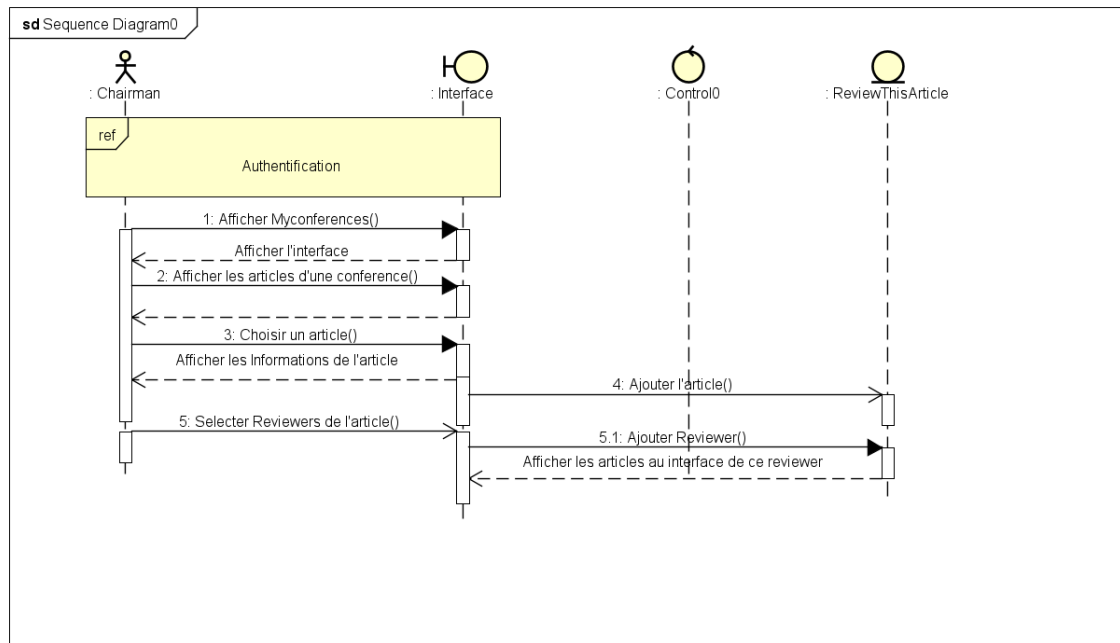 sd Sequence Diagram0
: Chairman
: Interface
: Control0
: ReviewThisArticle
ref
Authentification
1: Afficher Myconferences()
Afficher l'interface
2: Afficher les articles d'une conference()
3: Choisir un article()
Afficher les Informations de l'article
4: Ajouter l'article()
5: Selecter Reviewers de l'article()
5.1: Ajouter Reviewer()
Afficher les articles au interface de ce reviewer